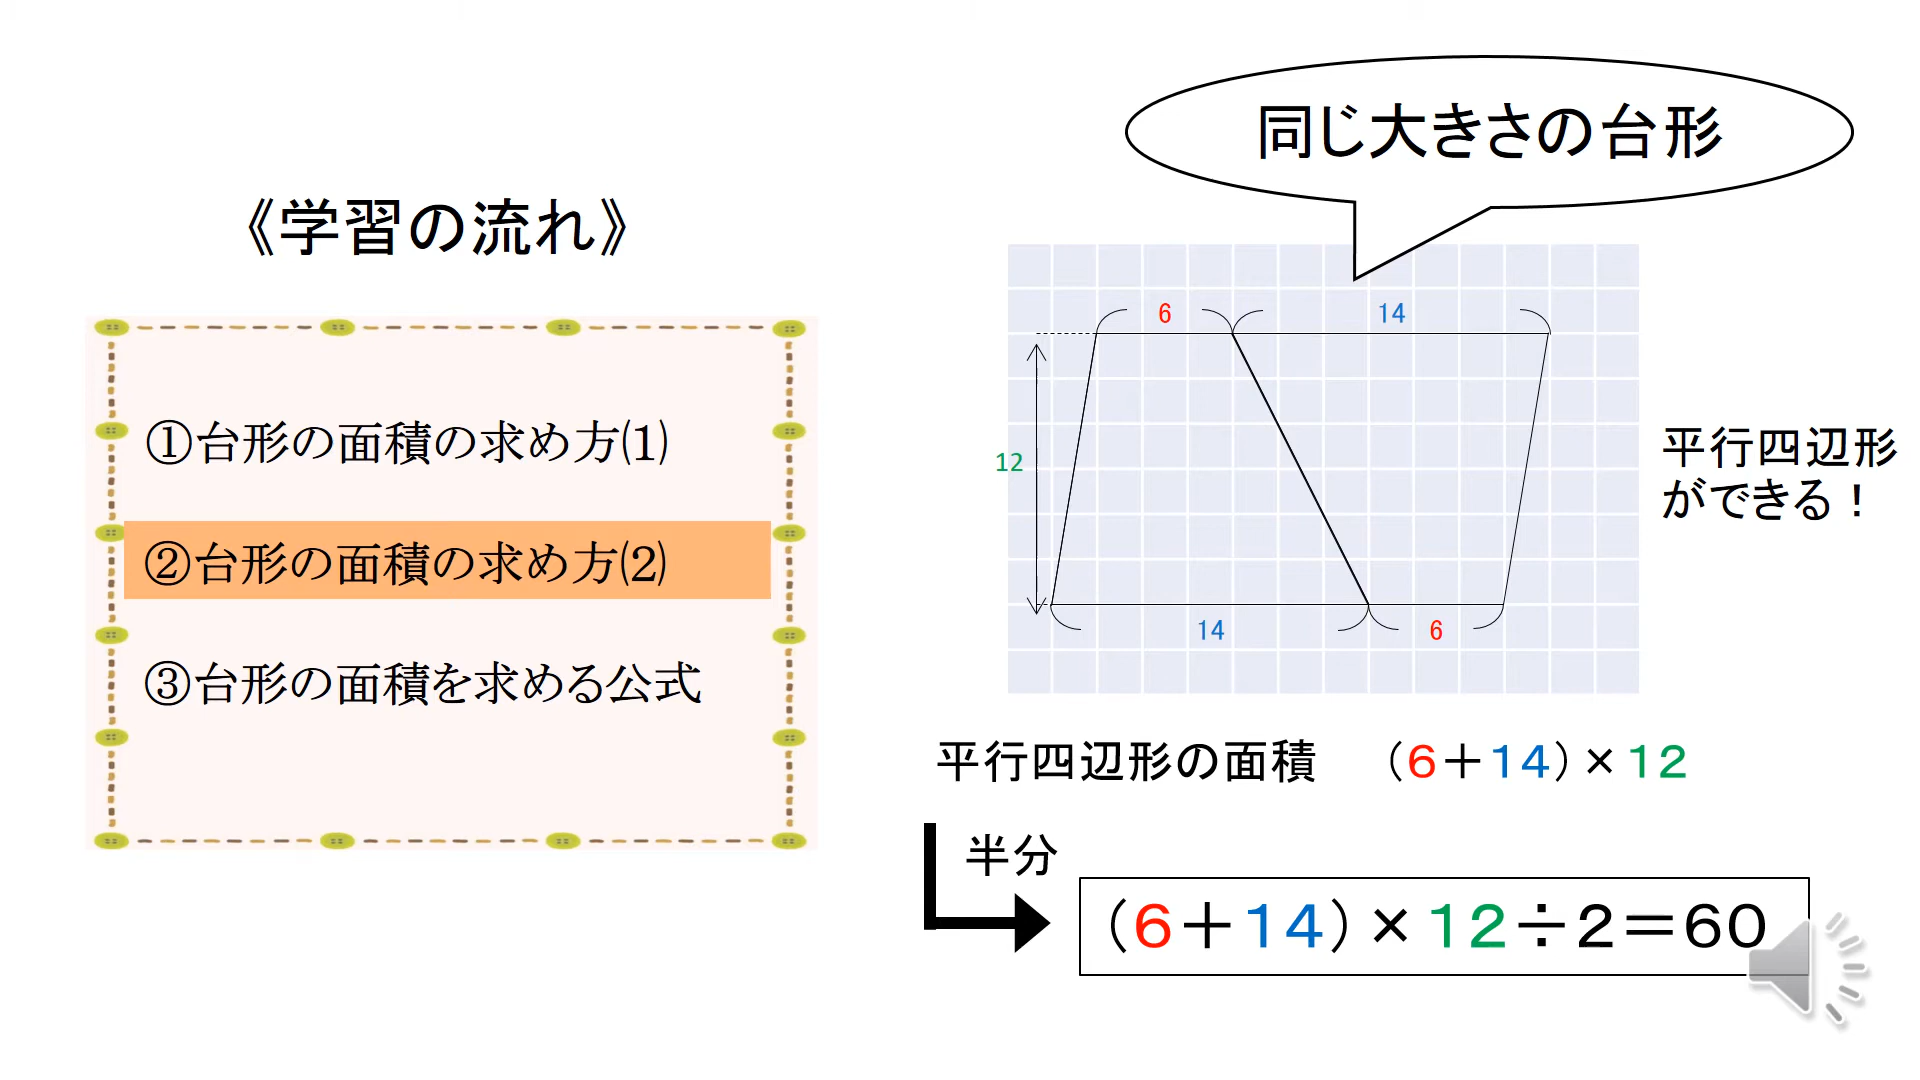 《学習の流れ》
①台形の面積の求め方⑴
②台形の面積の求め方⑵
③台形の面積を求める公式
同じ大きさの台形
6
14
12
14
6
平行四辺形
ができる！
平行四辺形の面積　（6＋14）×12
半分
（6＋14）×12÷2＝60